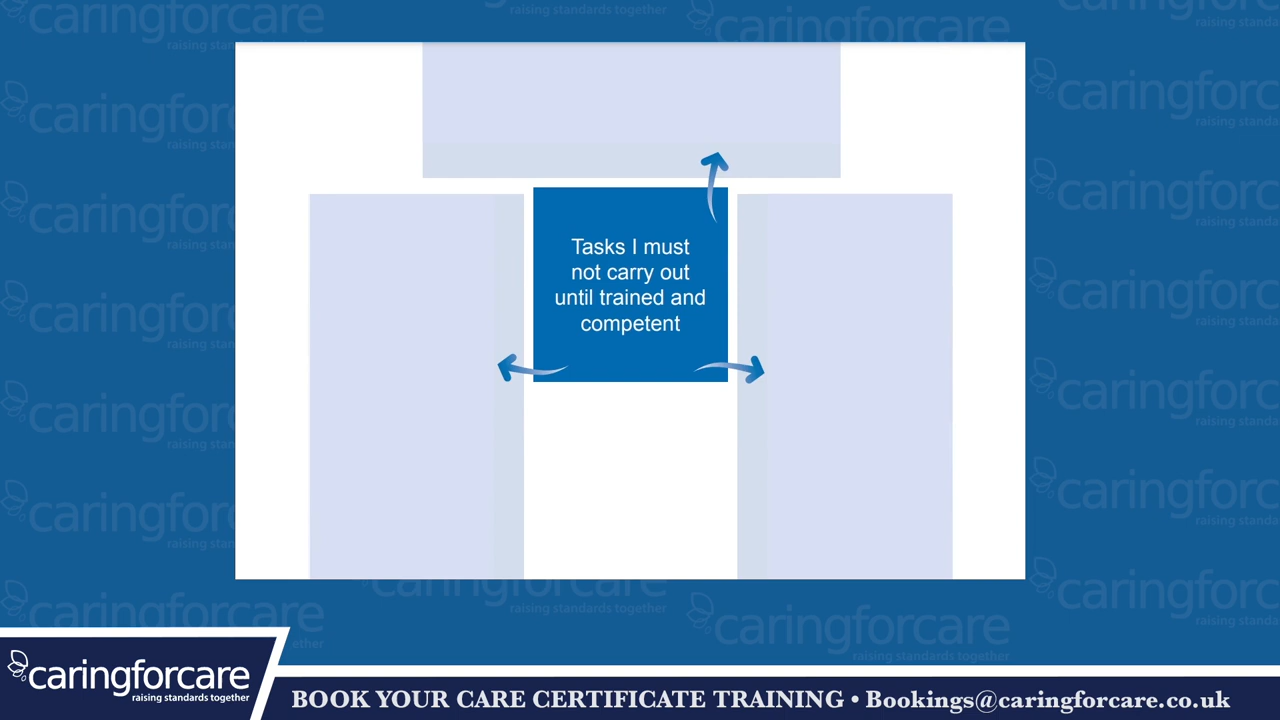 Tasks I must
not carry out
until trained and
competent
caringforcare
raising standards together
BOOK YOUR CARE CERTIFICATE TRAINING • Bookings@caringforcare.co.uk